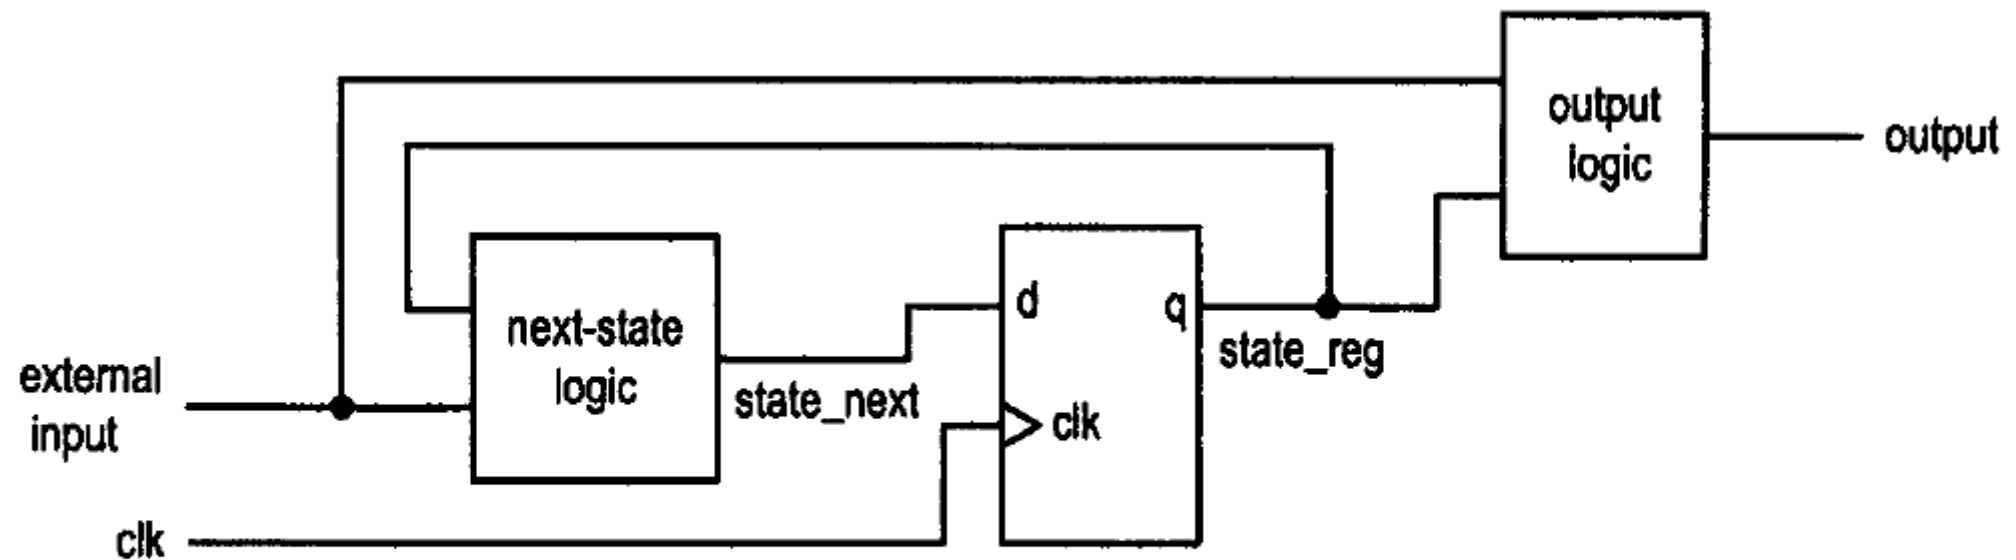 output
logic
output
d
q
next-state
logic
state_reg
external
input
state_next
clk
clk